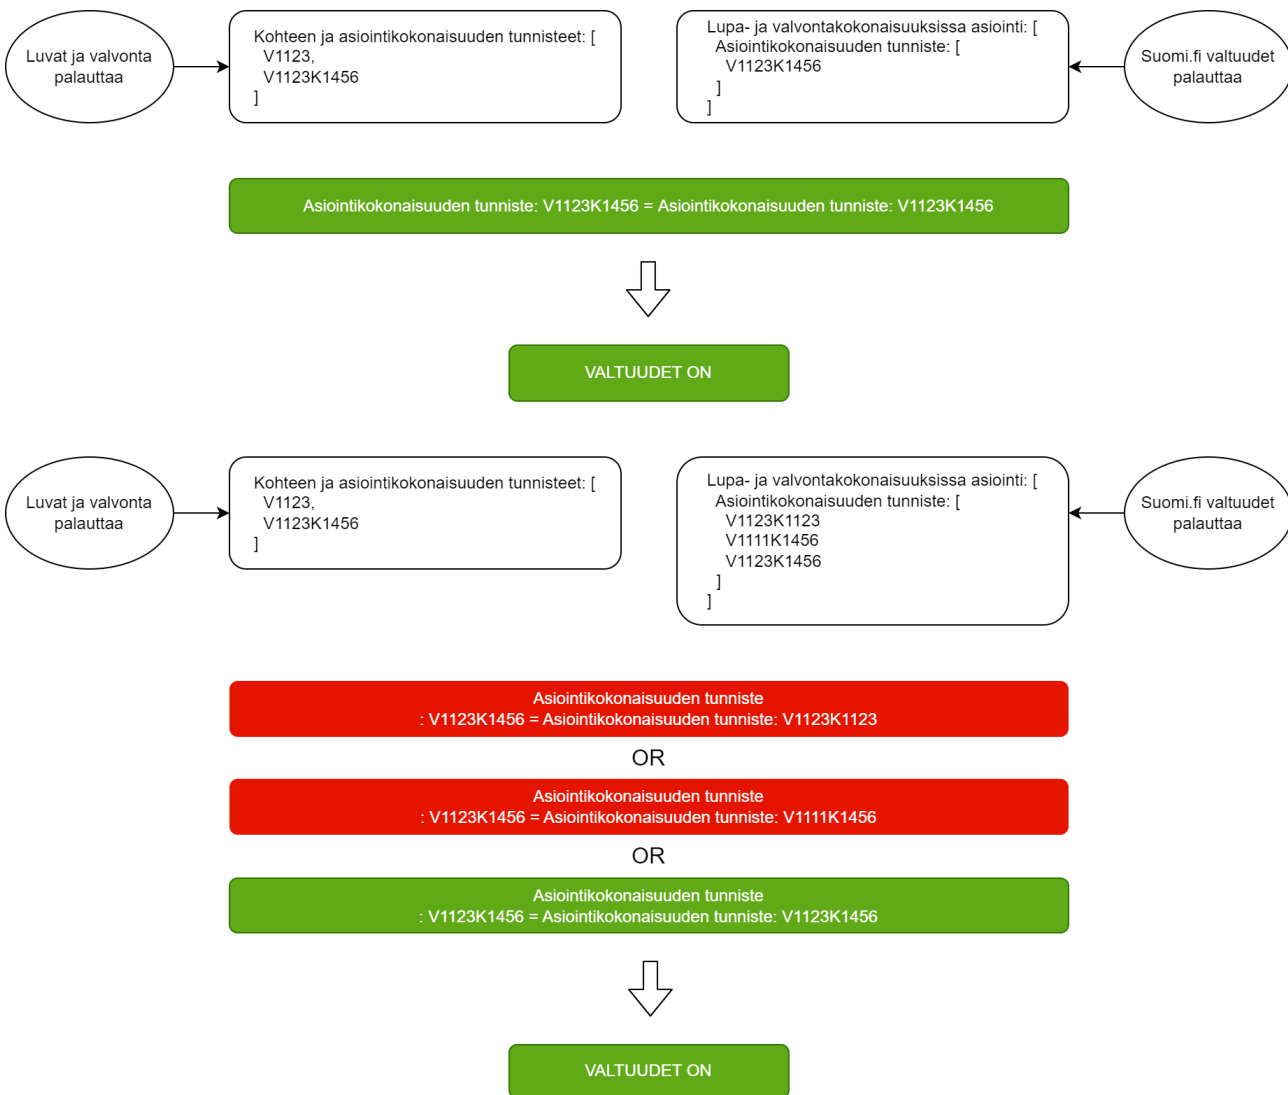 Luvat ja valvonta
palauttaa
Kohteen ja asiointikokonaisuuden tunnisteet: [
V1123,
V1123K1456
]
Lupa- ja valvontakokonaisuuksissa asiointi: [
Asiointikokonaisuuden tunniste: [
V1123K1456
]
]
Suomi.fi valtuudet
palauttaa
Asiointikokonaisuuden tunniste: V1123K1456 = Asiointikokonaisuuden tunniste: V1123K1456
VALTUUDET ON
Luvat ja valvonta
palauttaa
Kohteen ja asiointikokonaisuuden tunnisteet: [
V1123,
V1123K1456
]
Lupa- ja valvontakokonaisuuksissa asiointi: [
Asiointikokonaisuuden tunniste: [
V1123K1123
V1111K1456
V1123K1456
]
]
Suomi.fi valtuudet
palauttaa
Asiointikokonaisuuden tunniste
: V1123K1456 = Asiointikokonaisuuden tunniste: V1123K1123
OR
Asiointikokonaisuuden tunniste
: V1123K1456 = Asiointikokonaisuuden tunniste: V1111K1456
OR
Asiointikokonaisuuden tunniste
: V1123K1456 = Asiointikokonaisuuden tunniste: V1123K1456
VALTUUDET ON